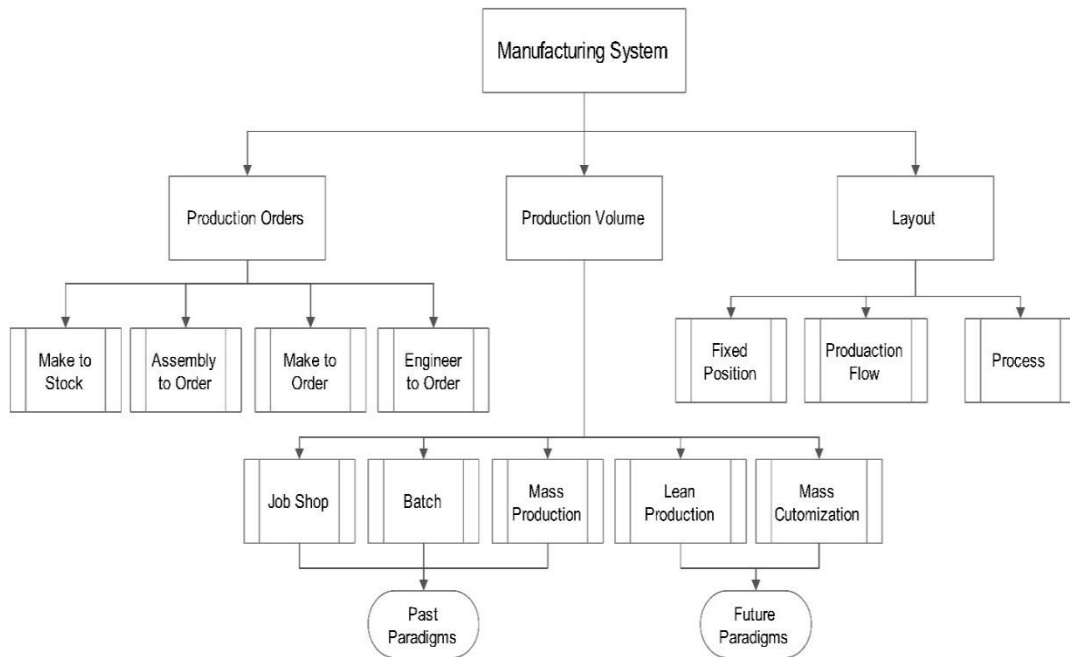 Manufacturing System
Production Orders
Production Volume
Layout
Make to
Stock
Assembly
to Order
Make to
Order
Engineer
to Order
Fixed
Position
Produaction
Flow
Process
Job Shop
Batch
Mass
Production
Lean
Production
Mass
Cutomization
Past
Paradigms
Future
Paradigms